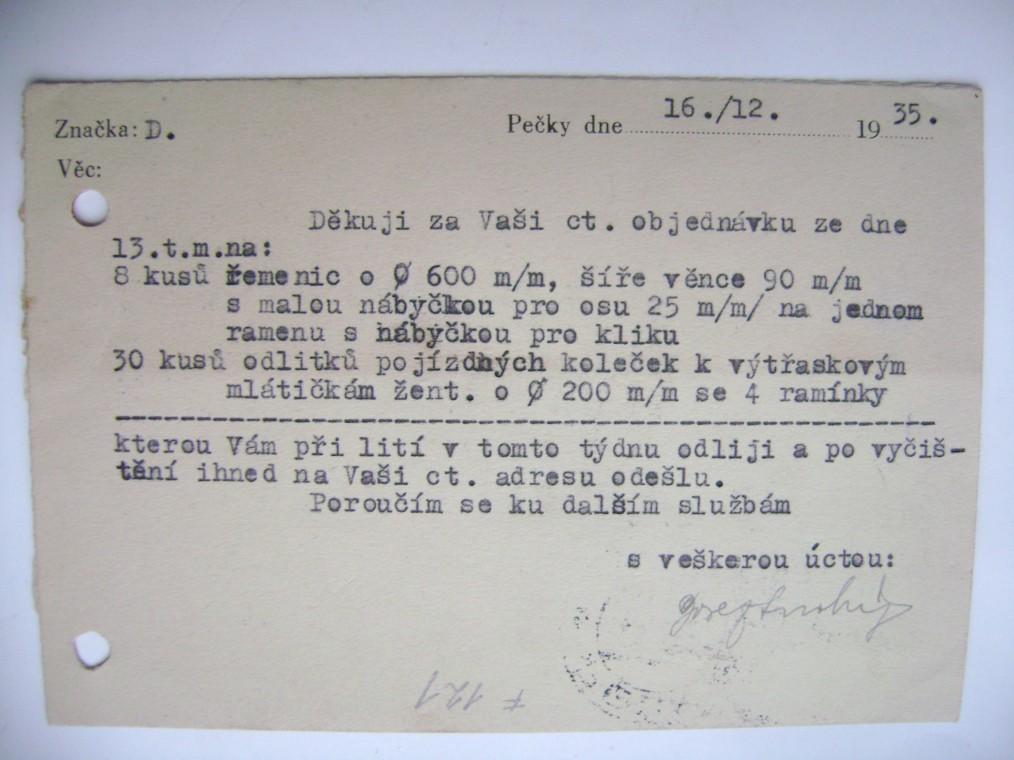 Značka: D.
Pečky dne 16./12. 1935.
Věc:
Děkuji za Vaši ct. objednávku ze dne
13.t.m.na:
8 kusů řemenic o Ø 600 m/m, šíře věnce 90 m/m
s malou nábyčkou pro osu 25 m/m/ na jednom
ramenu s nábyčkou pro kliku
30 kusů odlitků pojízdných koleček k výtřaskovým
mlátičkám žent. o Ø 200 m/m se 4 ramínky
kterou Vám při lití v tomto týdnu odliji a po vyčiš-
tění ihned na Vaši ct. adresu odešlu.
Poroučím se ku dalším službám
s veškerou úctou:
F 121